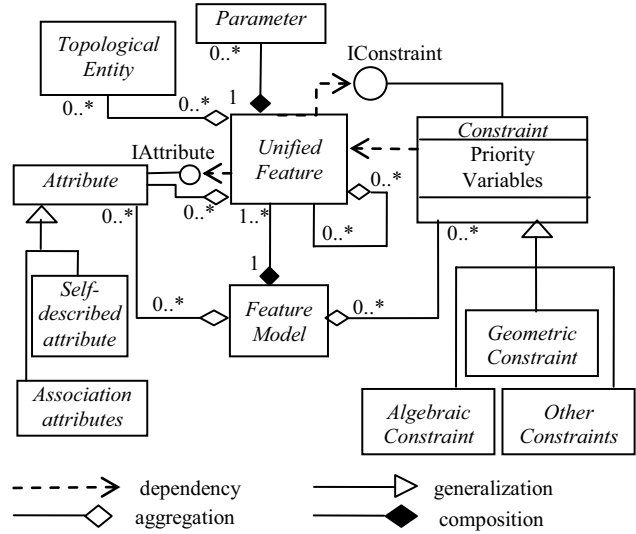 Parameter
0..*
IConstraint
Topological
Entity
0..*
0..*
1
Unified
Feature
Constraint
Priority
Variables
IAttribute
Attribute
0..*
0..*
0..*
0..*
1..*
0..*
1
Self-
described
attribute
0..*
Feature
Model
0..*
Geometric
Constraint
Association
attributes
Algebraic
Constraint
Other
Constraints
dependency
generalization
aggregation
composition